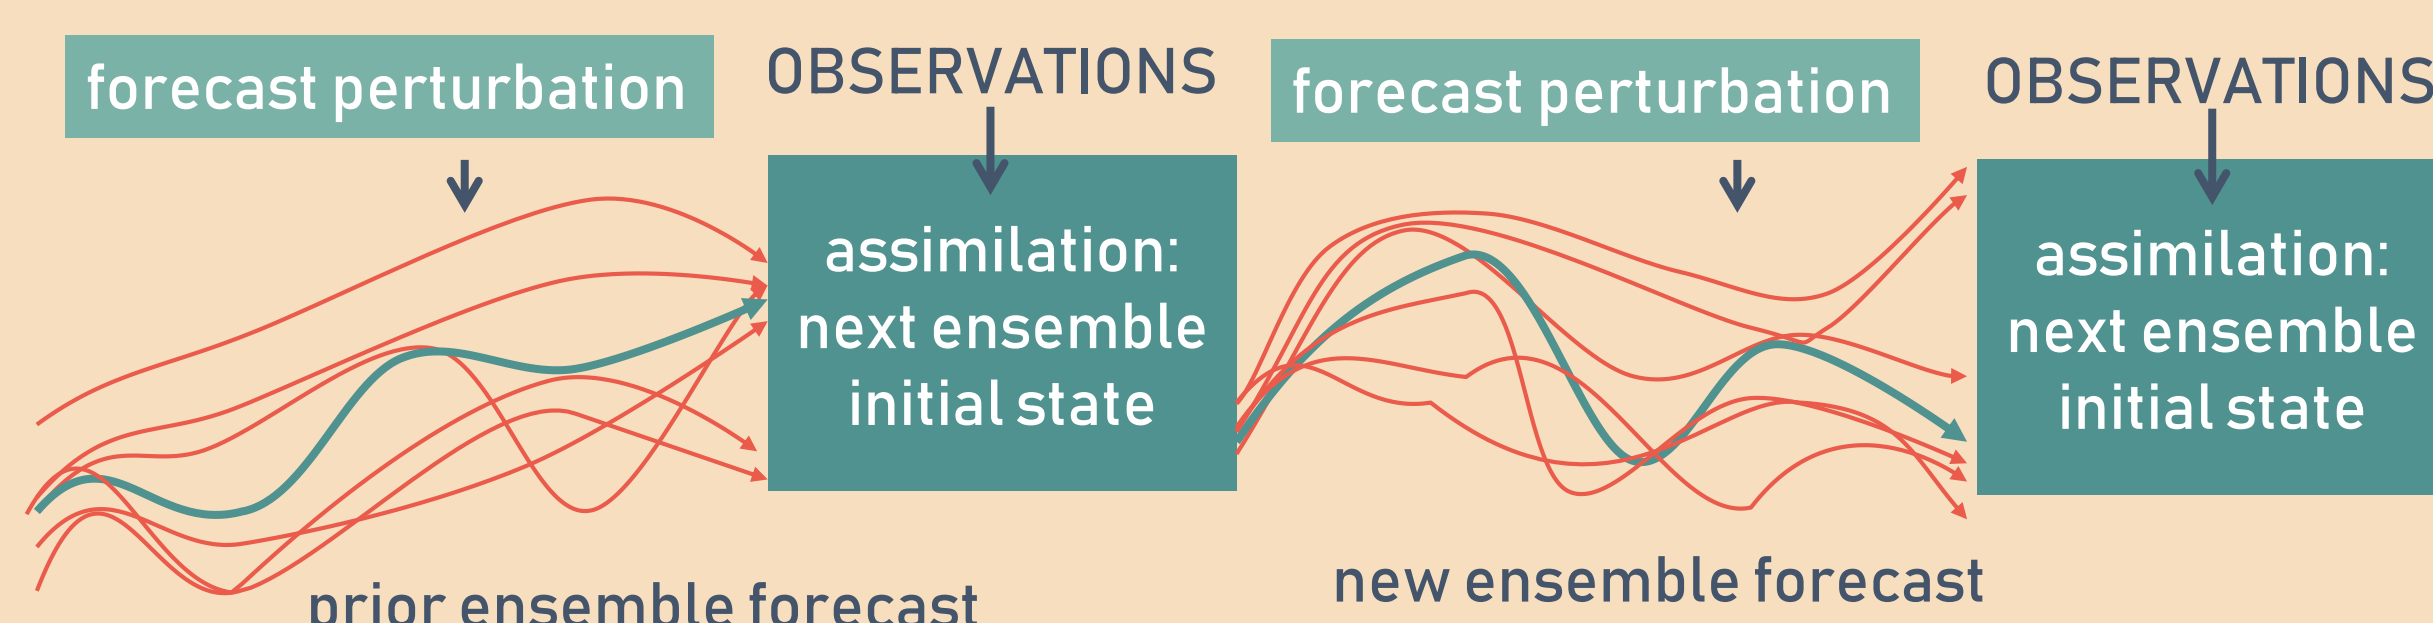 forecast perturbation
OBSERVATIONS
assimilation:
next ensemble
initial state
prior ensemble forecast
forecast perturbation
OBSERVATIONS
assimilation:
next ensemble
initial state
new ensemble forecast